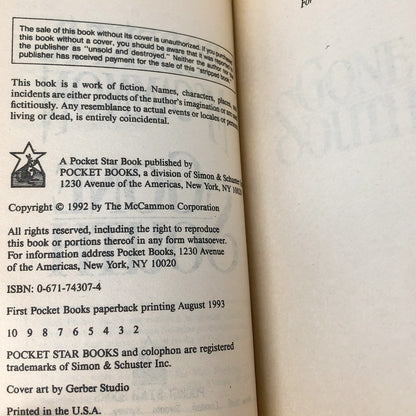 The sale of this book without its cover is unauthorized. If you purchased
this book without a cover, you should be aware that it was reported to
the publisher as "unsold and destroyed." Neither the author nor the
publisher has received payment for the sale of this "stripped book."
This book is a work of fiction. Names, characters, places and
incidents are either products of the author's imagination or are used
fictitiously. Any resemblance to actual events or locales or persons,
living or dead, is entirely coincidental.
A Pocket Star Book published by
POCKET BOOKS, a division of Simon & Schuster
1230 Avenue of the Americas, New York, NY 10020
Copyright © 1992 by The McCammon Corporation
All rights reserved, including the right to reproduce
this book or portions thereof in any form whatsoever.
For information address Pocket Books, 1230 Avenue
of the Americas, New York, NY 10020
ISBN: 0-671-74307-4
First Pocket Books paperback printing August 1993
10 9 8 7 6 5 4 3 2
POCKET STAR BOOKS and colophon are registered
trademarks of Simon & Schuster Inc.
Cover art by Gerber Studio
Printed in the U.S.A.
For